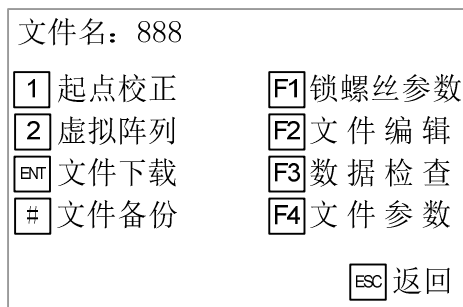 文件名：888
1 起点校正 F1 锁螺丝参数
2 虚拟阵列 F2 文件编辑
ENT 文件下载 F3 数据检查
# 文件备份 F4 文件参数
ESC 返回